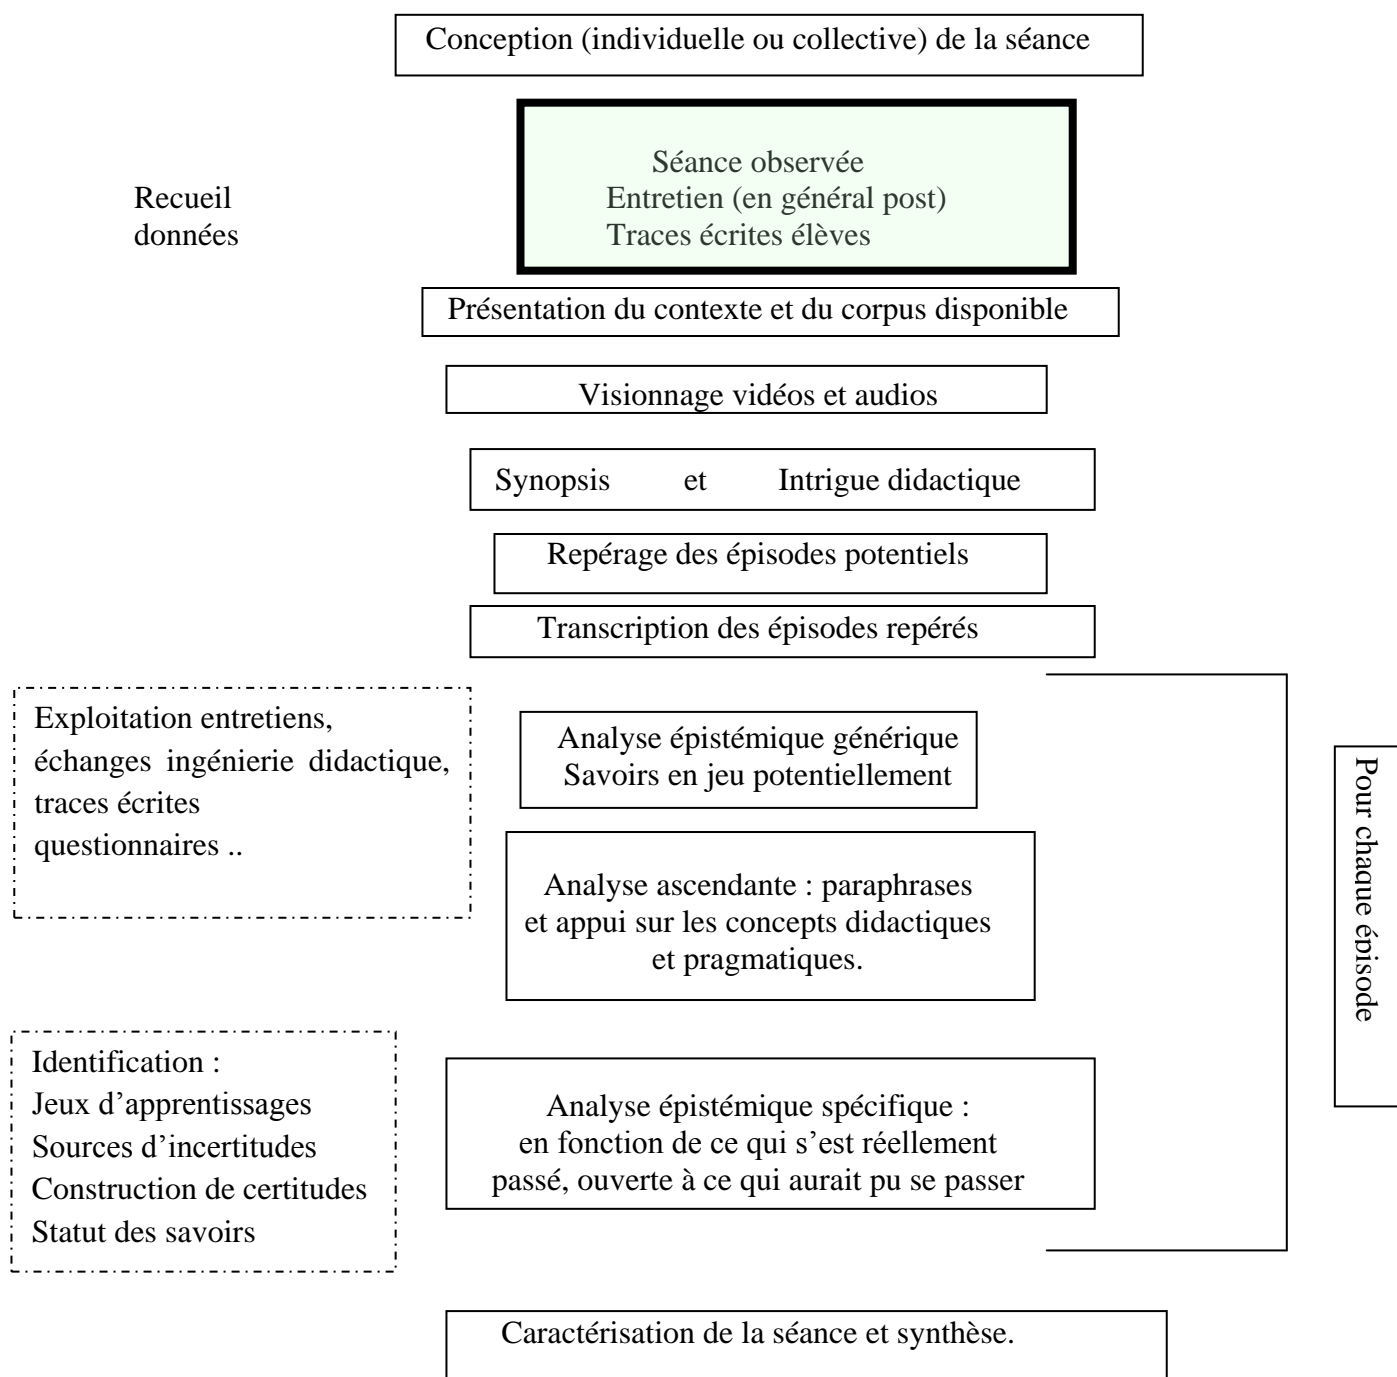 Conception (individuelle ou collective) de la séance
Séance observée
Entretien (en général post)
Traces écrites élèves
Recueil
données
Présentation du contexte et du corpus disponible
Visionnage vidéos et audios
Synopsis et Intrigue didactique
Repérage des épisodes potentiels
Transcription des épisodes repérés
Exploitation entretiens,
échanges ingénierie didactique,
traces écrites
questionnaires ..
Analyse épistémique générique
Savoirs en jeu potentiellement
Analyse ascendante : paraphrases
et appui sur les concepts didactiques
et pragmatiques.
Pour chaque épisode
Identification :
Jeux d’apprentissages
Sources d’incertitudes
Construction de certitudes
Statut des savoirs
Analyse épistémique spécifique :
en fonction de ce qui s’est réellement
passé, ouverte à ce qui aurait pu se passer
Caractérisation de la séance et synthèse.